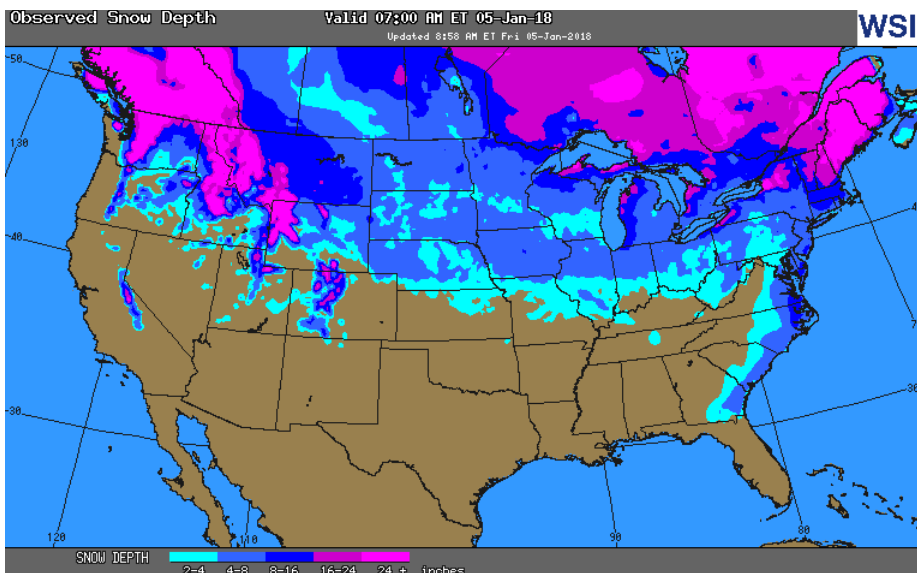 Observed Snow Depth Valid 07:00 AM ET 05-Jan-18
WSI
Updated 8:58 AM ET Fri 05-Jan-2018
50
130
40
30
120
110
90
80
SNOW DEPTH
2-4 4-8 8-16 16-24 24 + inches